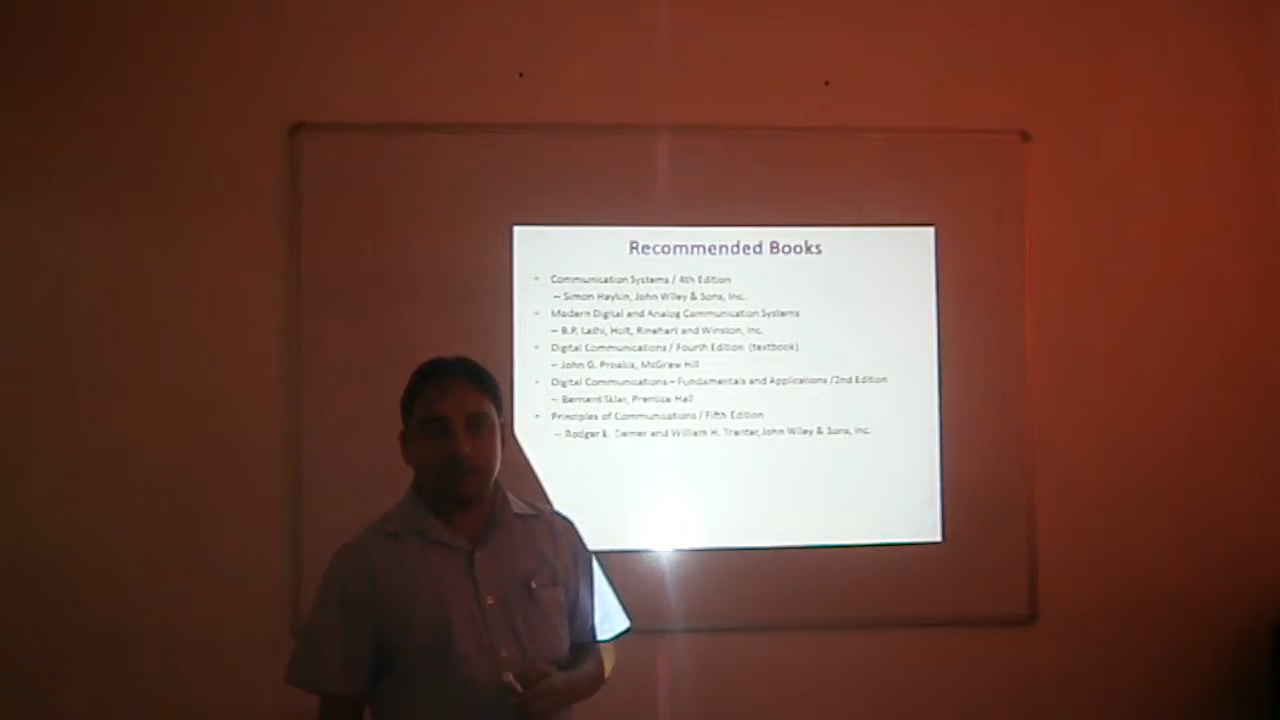 Recommended Books
Communication Systems / 4th Edition
– Simon Haykin, John Wiley & Sons, Inc.
Modern Digital and Analog Communication Systems
– B.P. Lathi, Holt, Rinehart and Winston, Inc.
Digital Communications / Fourth Edition (textbook)
– John G. Proakis, McGraw Hill
Digital Communications – Fundamentals and Applications /2nd Edition
– Bernard Sklar, Prentice Hall
Principles of Communications / Fifth Edition
– Rodger E. and William H. Tranter, John Wiley & Sons, Inc.